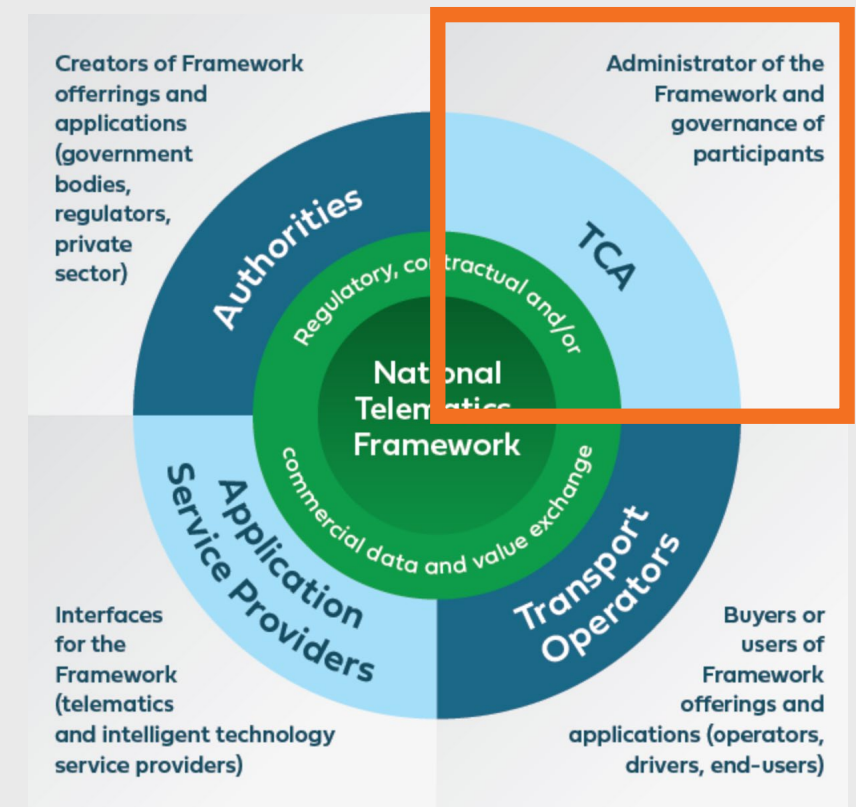 Creators of Framework
offerrings and
applications
(government
bodies,
regulators,
private
sector)
Administrator of the
Framework and
governance of
participants
Authorities
TCA
Regulatory, contractual and/or
National
Telematics
Framework
commercial data and value exchange
Application
Service Providers
Transport
Operators
Interfaces
for the
Framework
(telematics
and intelligent technology
service providers)
Buyers or
users of
Framework
offerings and
applications (operators,
drivers, end-users)